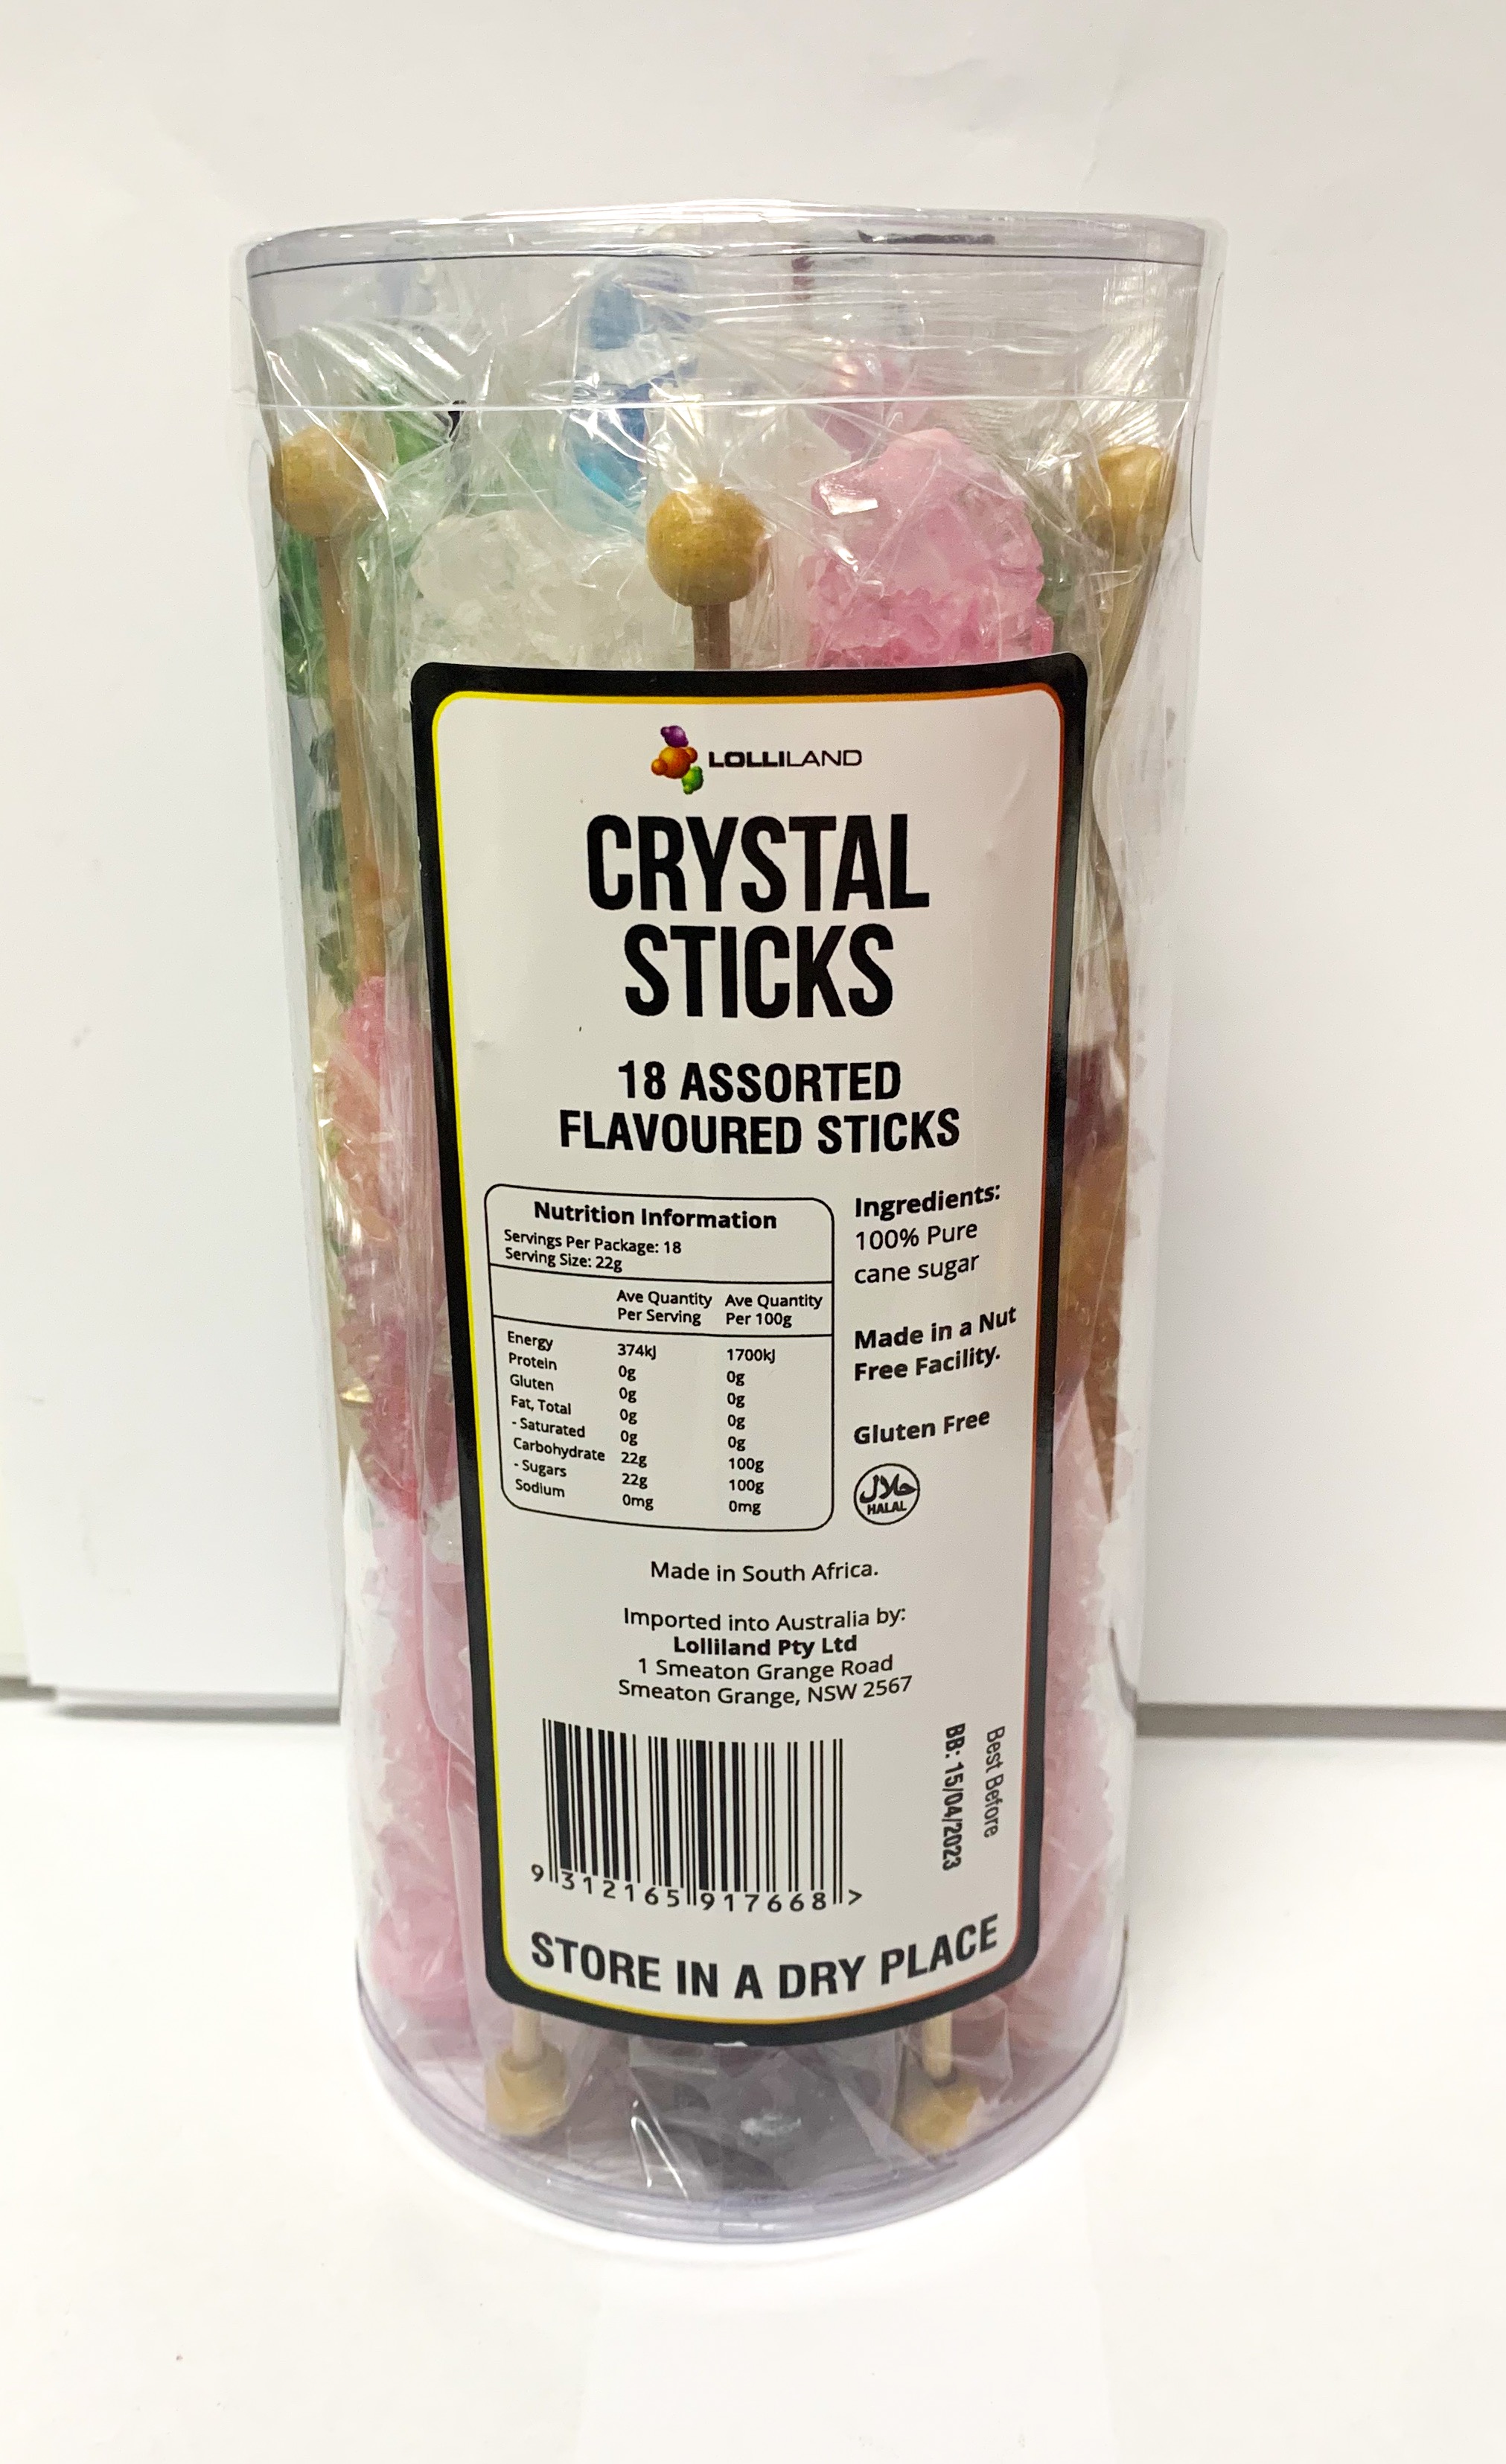 LOLLILAND
CRYSTAL
STICKS
18 ASSORTED
FLAVOURED STICKS
Nutrition Information
Servings Per Package: 18
Serving Size: 22g
Ave Quantity Per Serving Ave Quantity Per 100g
Energy 374kJ 1700kJ
Protein 0g 0g
Gluten 0g 0g
Fat, Total 0g 0g
- Saturated 0g 0g
Carbohydrate 22g 100g
- Sugars 22g 100g
Sodium 0mg 0mg
Ingredients:
100% Pure
cane sugar
Made in a Nut
Free Facility.
Gluten Free
حلال
HALAL
Made in South Africa.
Imported into Australia by:
Lolliland Pty Ltd
1 Smeaton Grange Road
Smeaton Grange, NSW 2567
9 312165 917668 >
Best Before
BB: 15/04/2023
STORE IN A DRY PLACE